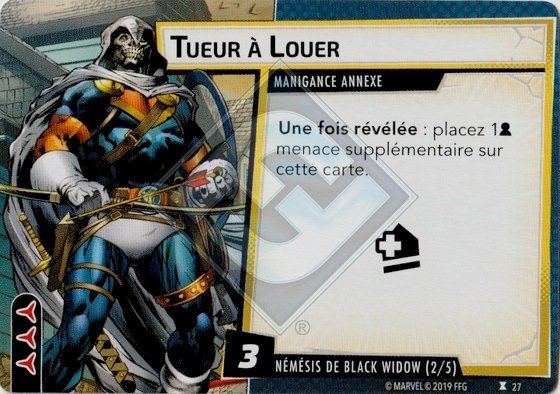 TUEUR À LOUER
MANIGANCE ANNEXE
Une fois révélée : placez 1
menace supplémentaire sur
cette carte.
®
3
NÉMÉSIS DE BLACK WIDOW (2/5)
© MARVEL © 2019 FFG 27